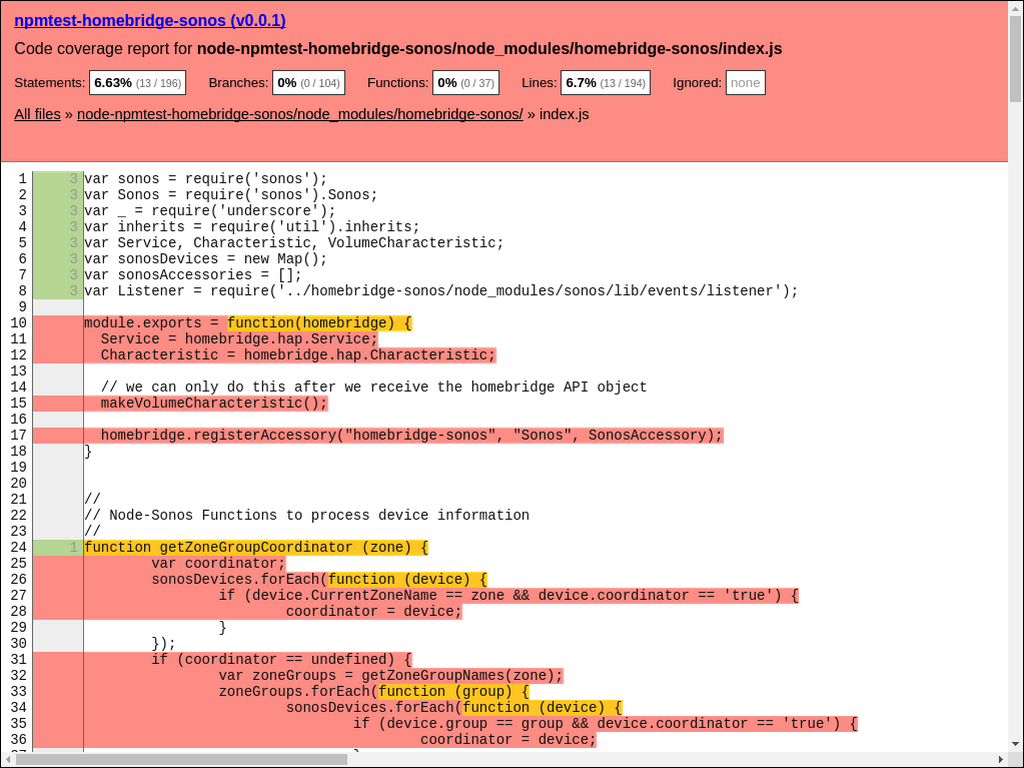 npmtest-homebridge-sonos (v0.0.1)
Code coverage report for node-npmtest-homebridge-sonos/node_modules/homebridge-sonos/index.js
Statements: 6.63% (13 / 196) Branches: 0% (0 / 104) Functions: 0% (0 / 37) Lines: 6.7% (13 / 194) Ignored: none
All files » node-npmtest-homebridge-sonos/node_modules/homebridge-sonos/ » index.js
1 3 var sonos = require('sonos');
2 3 var Sonos = require('sonos').Sonos;
3 3 var _ = require('underscore');
4 3 var inherits = require('util').inherits;
5 3 var Service, Characteristic, VolumeCharacteristic;
6 3 var sonosDevices = new Map();
7 3 var sonosAccessories = [];
8 3 var Listener = require('../homebridge-sonos/node_modules/sonos/lib/events/listener');
9
10 module.exports = function(homebridge) {
11 Service = homebridge.hap.Service;
12 Characteristic = homebridge.hap.Characteristic;
13
14 // we can only do this after we receive the homebridge API object
15 makeVolumeCharacteristic();
16
17 homebridge.registerAccessory("homebridge-sonos", "Sonos", SonosAccessory);
18 }
19
20
21 //
22 // Node-Sonos Functions to process device information
23 //
24 1 function getZoneGroupCoordinator (zone) {
25 var coordinator;
26 sonosDevices.forEach(function (device) {
27 if (device.CurrentZoneName == zone && device.coordinator == 'true') {
28 coordinator = device;
29 }
30 });
31 if (coordinator == undefined) {
32 var zoneGroups = getZoneGroupNames(zone);
33 zoneGroups.forEach(function (group) {
34 sonosDevices.forEach(function (device) {
35 if (device.group == group && device.coordinator == 'true') {
36 coordinator = device;